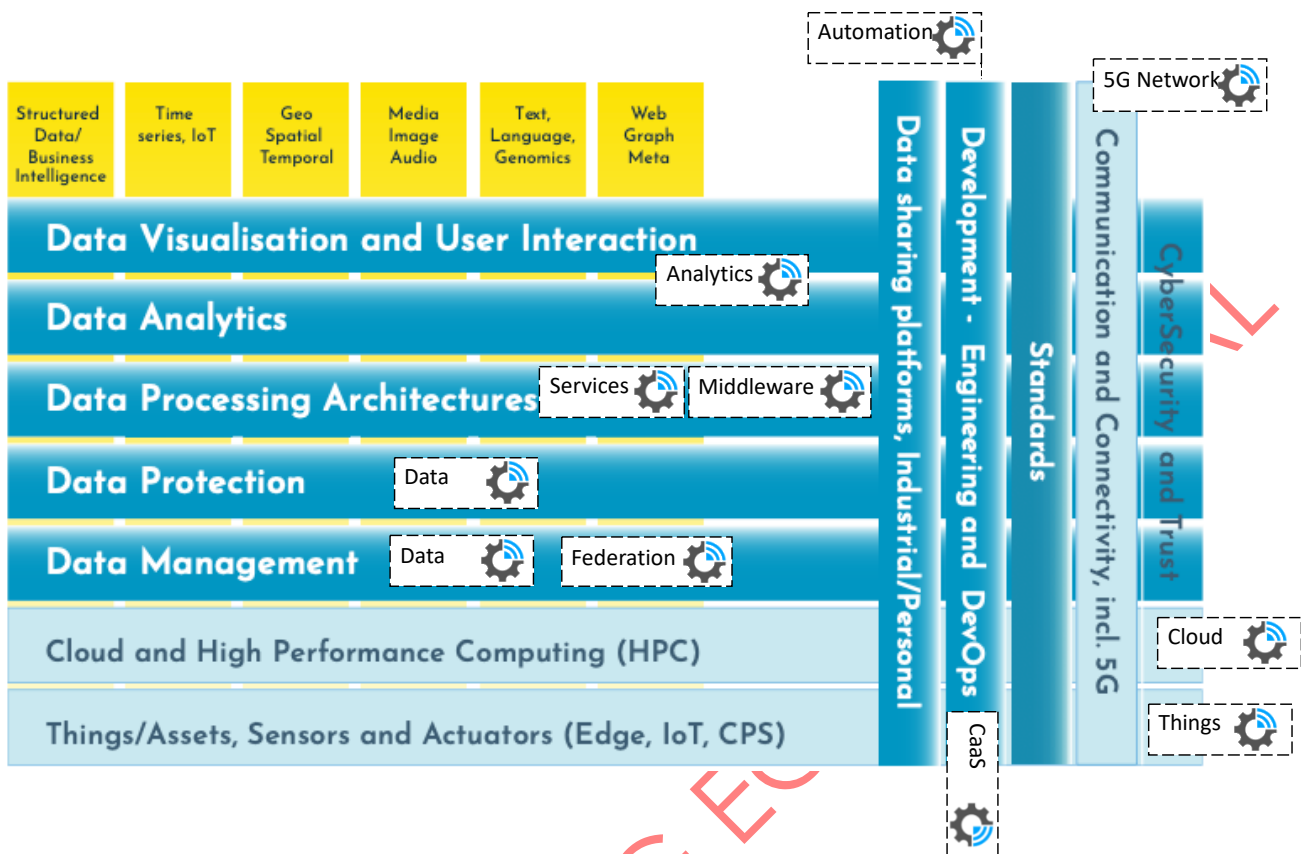 Automation
5G Network
Structured
Data/
Business
Intelligence
Time
series, IoT
Geo
Spatial
Temporal
Media
Image
Audio
Text,
Language,
Genomics
Web
Graph
Meta
Data Visualisation and User Interaction
Analytics
Data Analytics
Data Processing Architectures
Services
Middleware
Data Protection
Data
Data Management
Data
Federation
Cloud and High Performance Computing (HPC)
Things/Assets, Sensors and Actuators (Edge, IoT, CPS)
Data sharing platforms, Industrial/Personal
Development - Engineering and DevOps
Standards
Communication and Connectivity, incl. 5G
CyberSecurity and Trust
Cloud
Things
CaaS